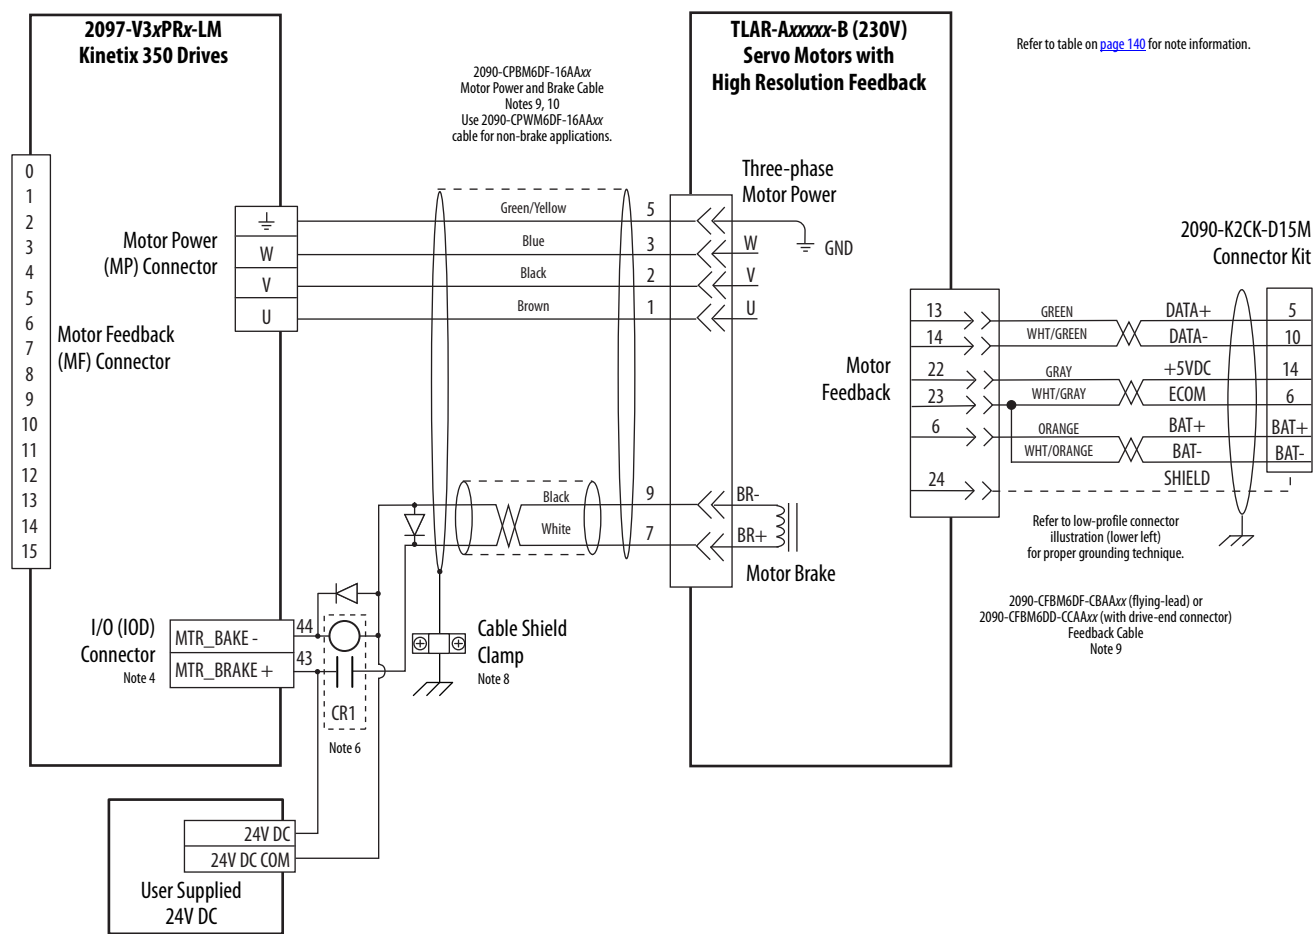 2097-V3xPRx-LM
Kinetix 350 Drives
TLAR-Axxxxx-B (230V)
Servo Motors with
High Resolution Feedback
Refer to table on page 140 for note information.
2090-CPBM6DF-16AAxx
Motor Power and Brake Cable
Notes 9, 10
Use 2090-CPWM6DF-16AAxx
cable for non-brake applications.
0
1
2
3
4
5
6
7
8
9
10
11
12
13
14
15
Motor Power
(MP) Connector
W
V
U
Motor Feedback
(MF) Connector
Green/Yellow
5
Blue
3
Black
2
Brown
1
Three-phase
Motor Power
GND
W
V
U
2090-K2CK-D15M
Connector Kit
Motor
Feedback
13
GREEN
DATA+
5
14
WHT/GREEN
DATA-
10
22
GRAY
+5VDC
14
23
WHT/GRAY
ECOM
6
6
ORANGE
BAT+
BAT+
WHT/ORANGE
BAT-
BAT-
24
SHIELD
Refer to low-profile connector
illustration (lower left)
for proper grounding technique.
2090-CFBM6DF-CBAAxx (flying-lead) or
2090-CFBM6DD-CCAAxx (with drive-end connector)
Feedback Cable
Note 9
Black
9
BR-
White
7
BR+
Motor Brake
I/O (IOD)
Connector
Note 4
MTR_BAKE -
44
MTR_BRAKE +
43
CR1
Note 6
Cable Shield
Clamp
Note 8
24V DC
24V DC COM
User Supplied
24V DC